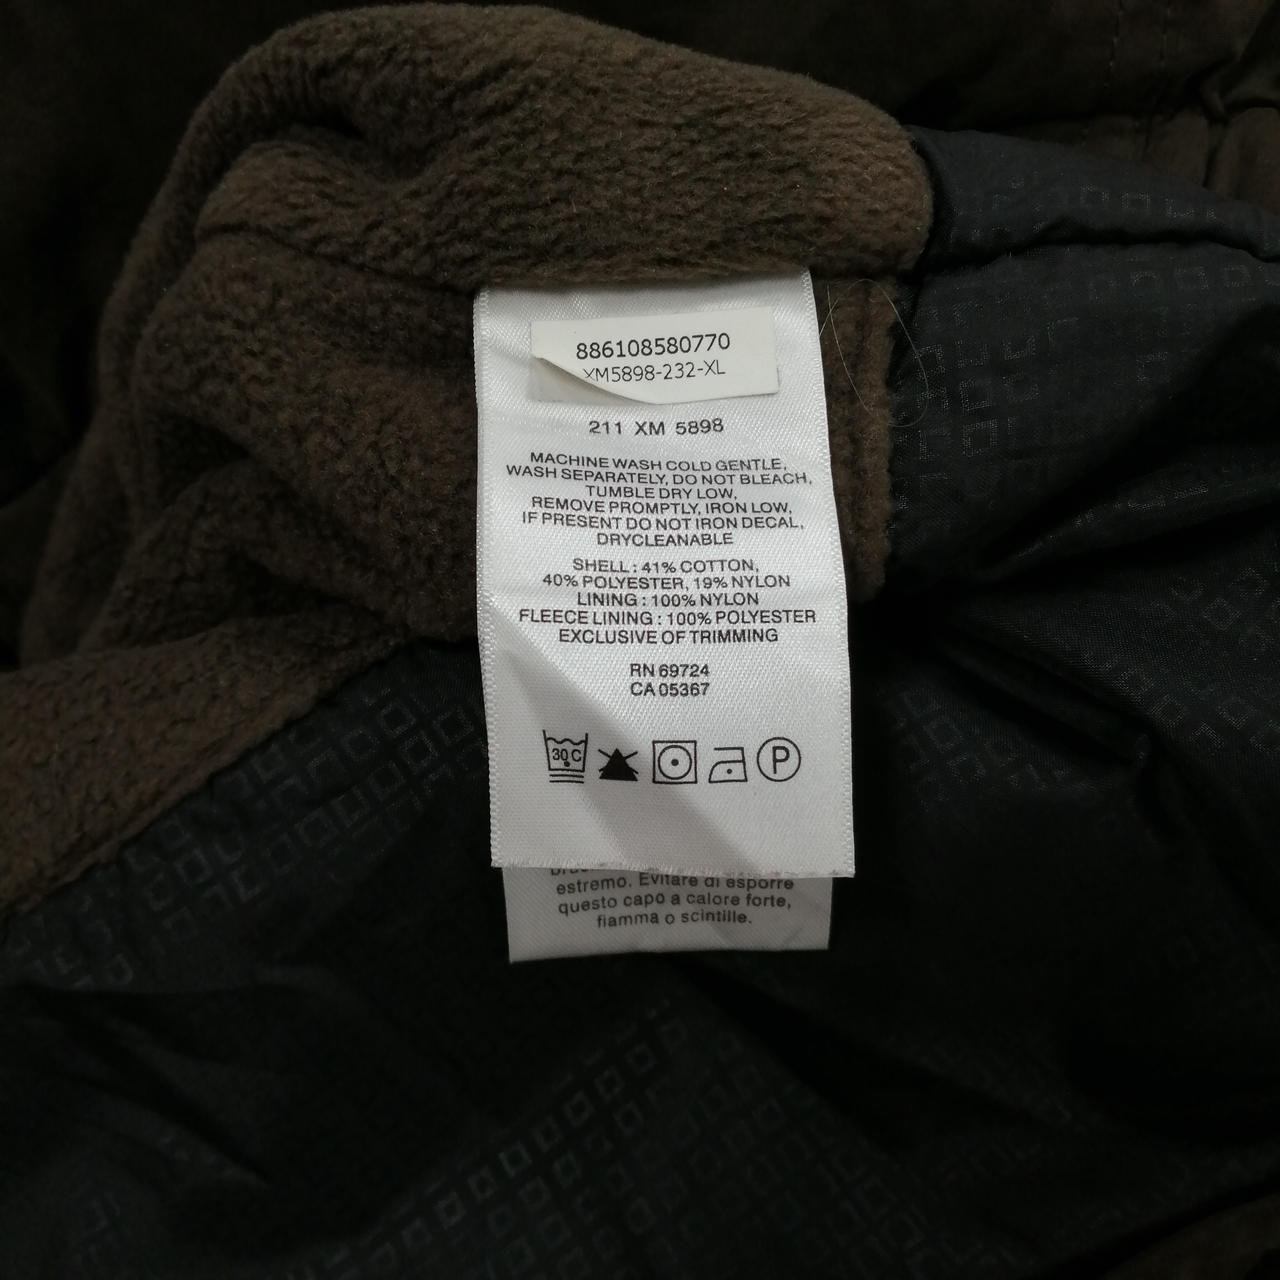 886108580770
XM5898-232-XL
211 XM 5898
MACHINE WASH COLD GENTLE,
WASH SEPARATELY, DO NOT BLEACH,
TUMBLE DRY LOW,
REMOVE PROMPTLY, IRON LOW,
IF PRESENT DO NOT IRON DECAL,
DRYCLEANABLE
SHELL : 41% COTTON,
40% POLYESTER, 19% NYLON
LINING : 100% NYLON
FLEECE LINING : 100% POLYESTER
EXCLUSIVE OF TRIMMING
RN 69724
CA 05367
30 C P
estremo. Evitare di esporre
questo capo a calore forte,
fiamma o scintille.